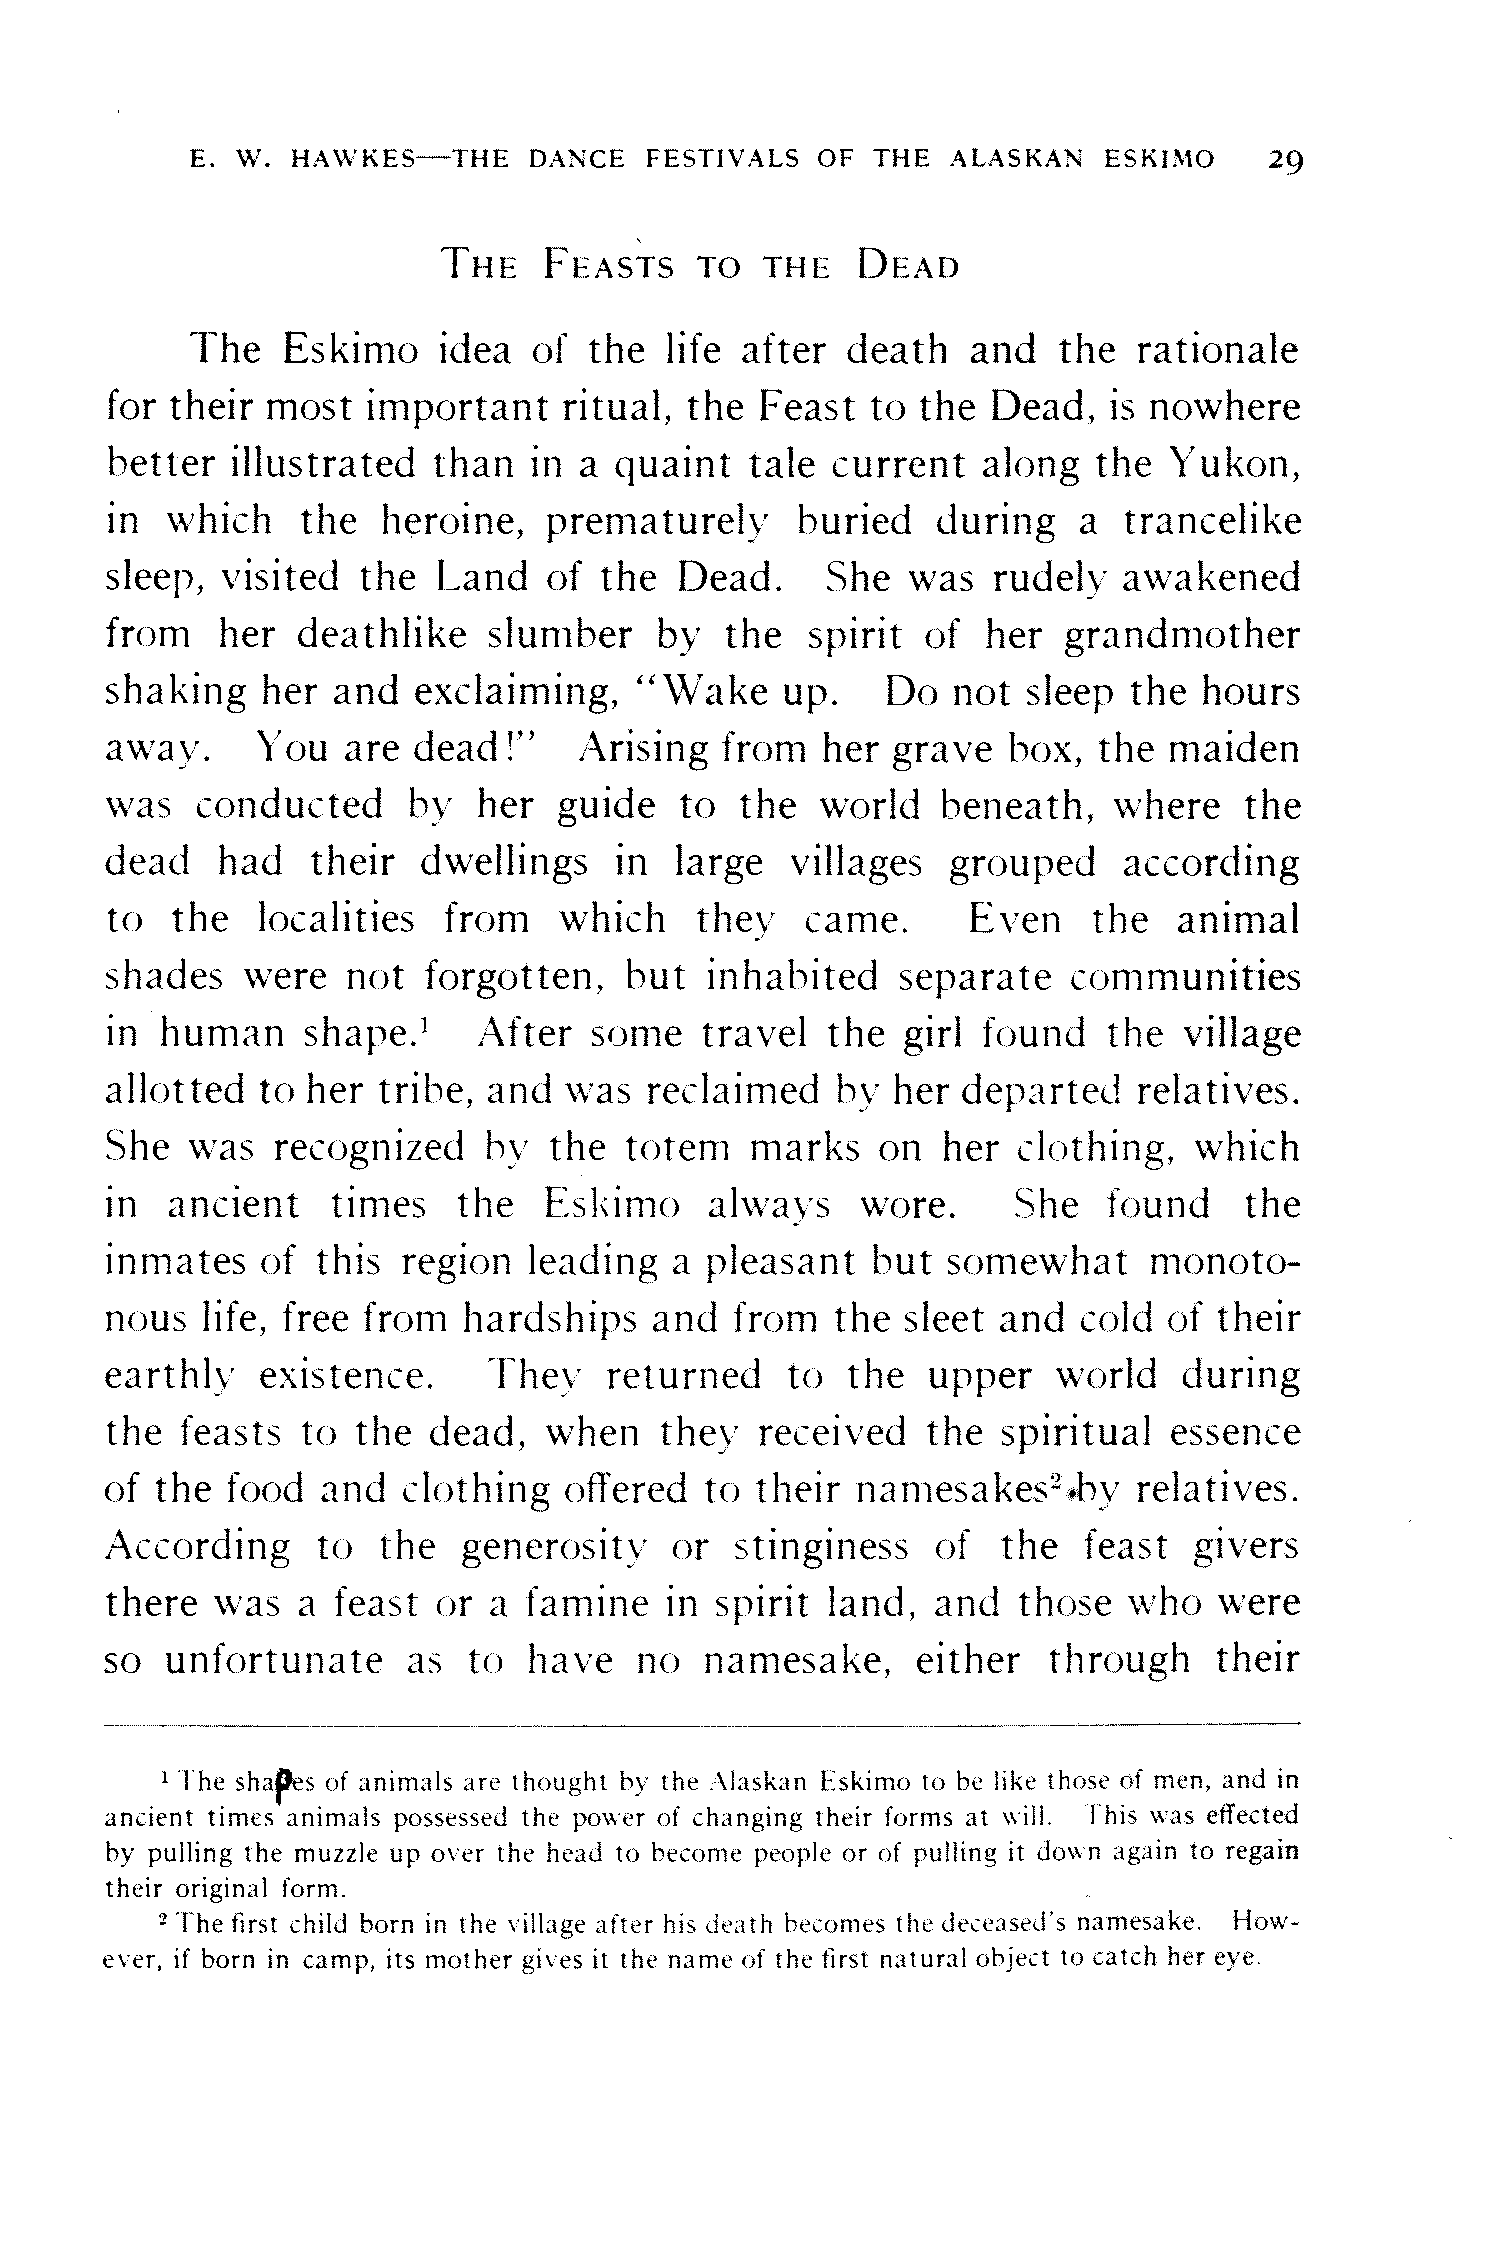 E. W. HAWKES—THE DANCE FESTIVALS OF THE ALASKAN ESKIMO 29
THE FEASTS TO THE DEAD
The Eskimo idea of the life after death and the rationale
for their most important ritual, the Feast to the Dead, is nowhere
better illustrated than in a quaint tale current along the Yukon,
in which the heroine, prematurely buried during a trancelike
sleep, visited the Land of the Dead. She was rudely awakened
from her deathlike slumber by the spirit of her grandmother
shaking her and exclaiming, “Wake up. Do not sleep the hours
away. You are dead!” Arising from her grave box, the maiden
was conducted by her guide to the world beneath, where the
dead had their dwellings in large villages grouped according
to the localities from which they came. Even the animal
shades were not forgotten, but inhabited separate communities
in human shape.¹ After some travel the girl found the village
allotted to her tribe, and was reclaimed by her departed relatives.
She was recognized by the totem marks on her clothing, which
in ancient times the Eskimo always wore. She found the
inmates of this region leading a pleasant but somewhat monoto-
nous life, free from hardships and from the sleet and cold of their
earthly existence. They returned to the upper world during
the feasts to the dead, when they received the spiritual essence
of the food and clothing offered to their namesakes² by relatives.
According to the generosity or stinginess of the feast givers
there was a feast or a famine in spirit land, and those who were
so unfortunate as to have no namesake, either through their
¹ The shapes of animals are thought by the Alaskan Eskimo to be like those of men, and in
ancient times animals possessed the power of changing their forms at will. This was effected
by pulling the muzzle up over the head to become people or of pulling it down again to regain
their original form.
² The first child born in the village after his death becomes the deceased's namesake. How-
ever, if born in camp, its mother gives it the name of the first natural object to catch her eye.